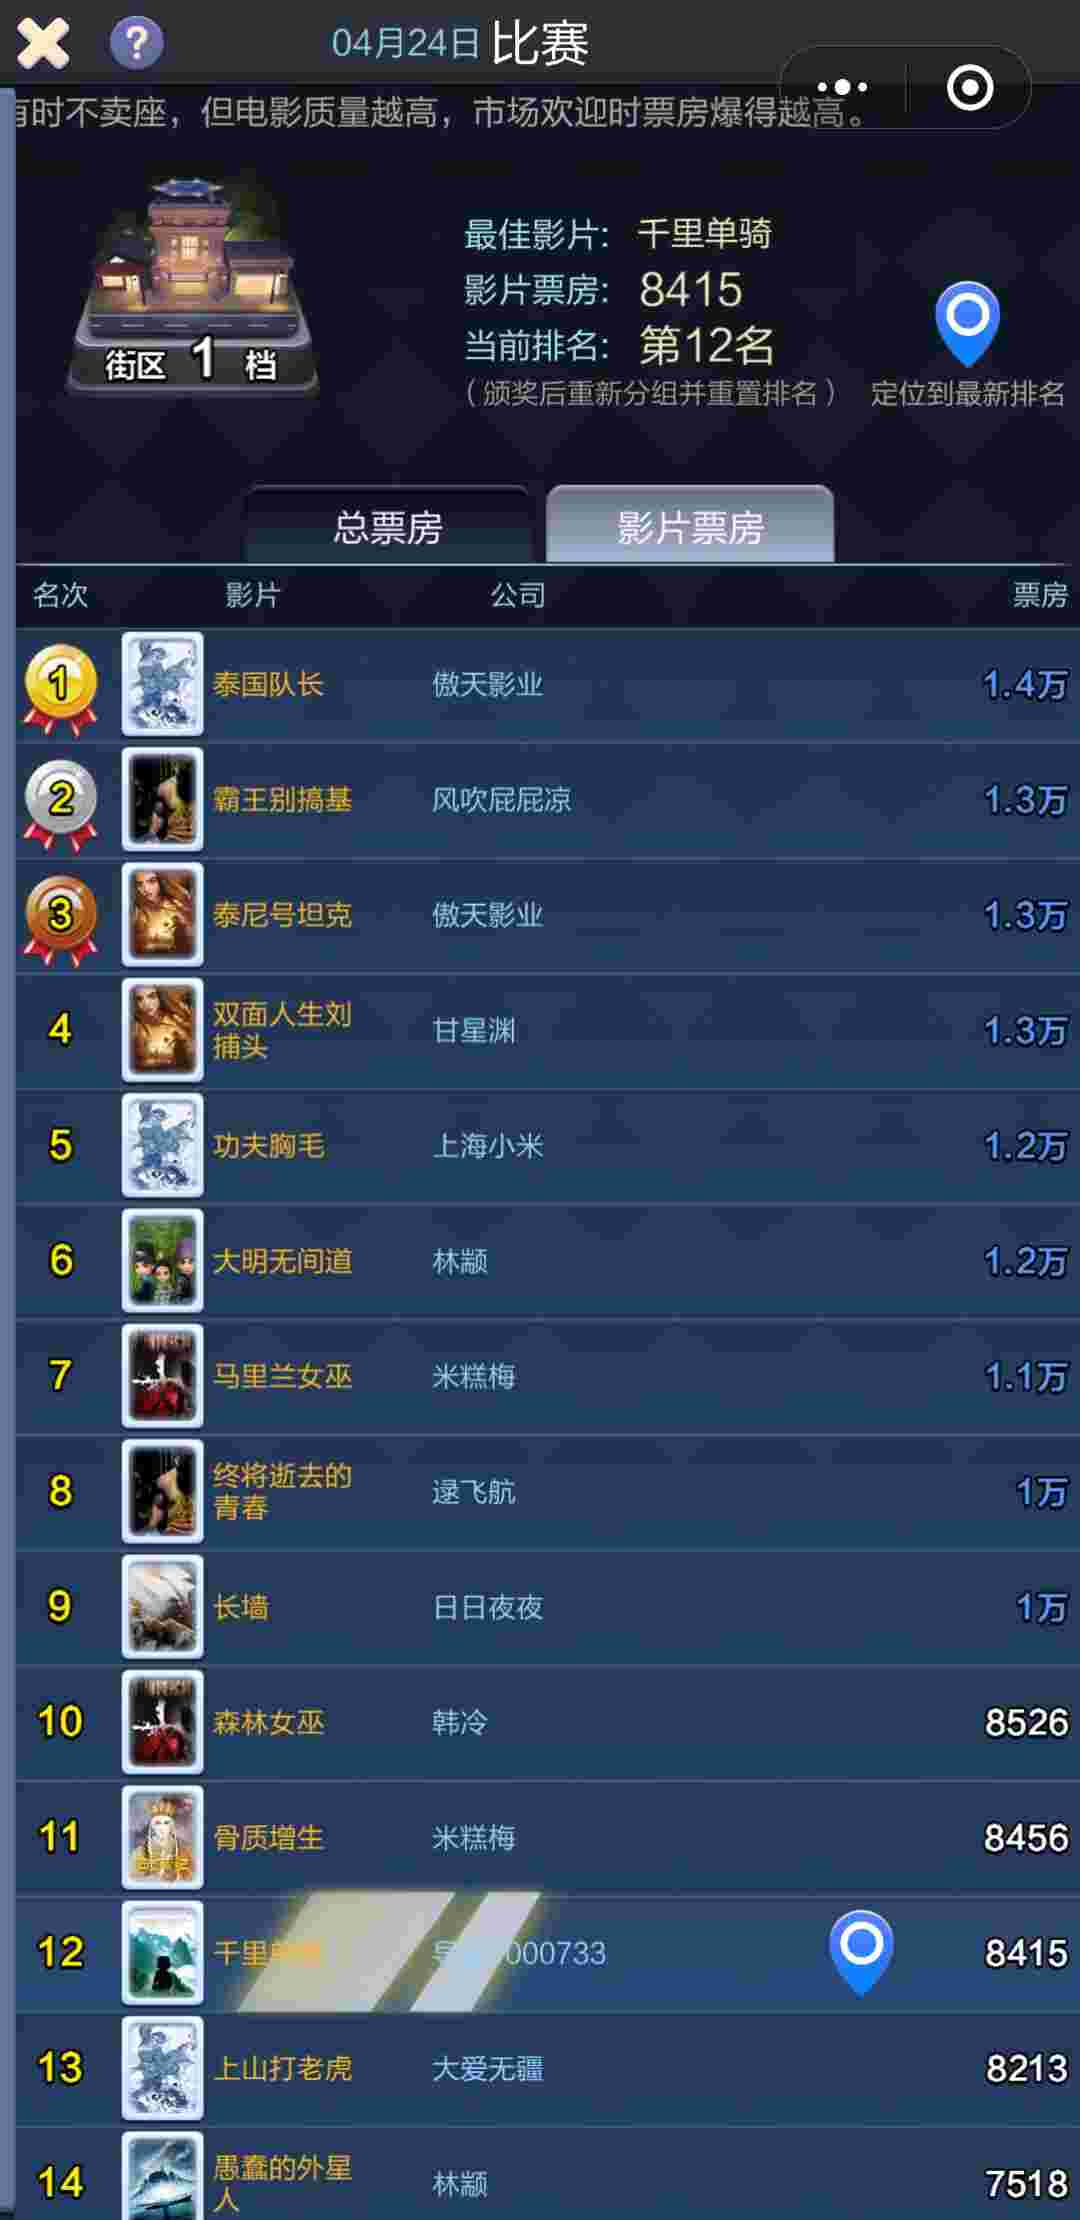 04月24日 比赛
有时不卖座，但电影质量越高，市场欢迎时票房爆得越高。
最佳影片: 千里单骑
影片票房: 8415
当前排名: 第12名
（颁奖后重新分组并重置排名）
定位到最新排名
街区 1 档
总票房 影片票房
名次 影片 公司 票房
1 泰国队长 傲天影业 1.4万
2 霸王别搞基 风吹屁屁凉 1.3万
3 泰尼号坦克 傲天影业 1.3万
4 双面人生刘
捕头 甘星渊 1.3万
5 功夫胸毛 上海小米 1.2万
6 大明无间道 林颛 1.2万
7 马里兰女巫 米糕梅 1.1万
8 终将逝去的
青春 逯飞航 1万
9 长墙 日日夜夜 1万
10 森林女巫 韩冷 8526
11 骨质增生 米糕梅 8456
12 千里单骑 000733 8415
13 上山打老虎 大爱无疆 8213
14 愚蠢的外星
人 林颛 7518